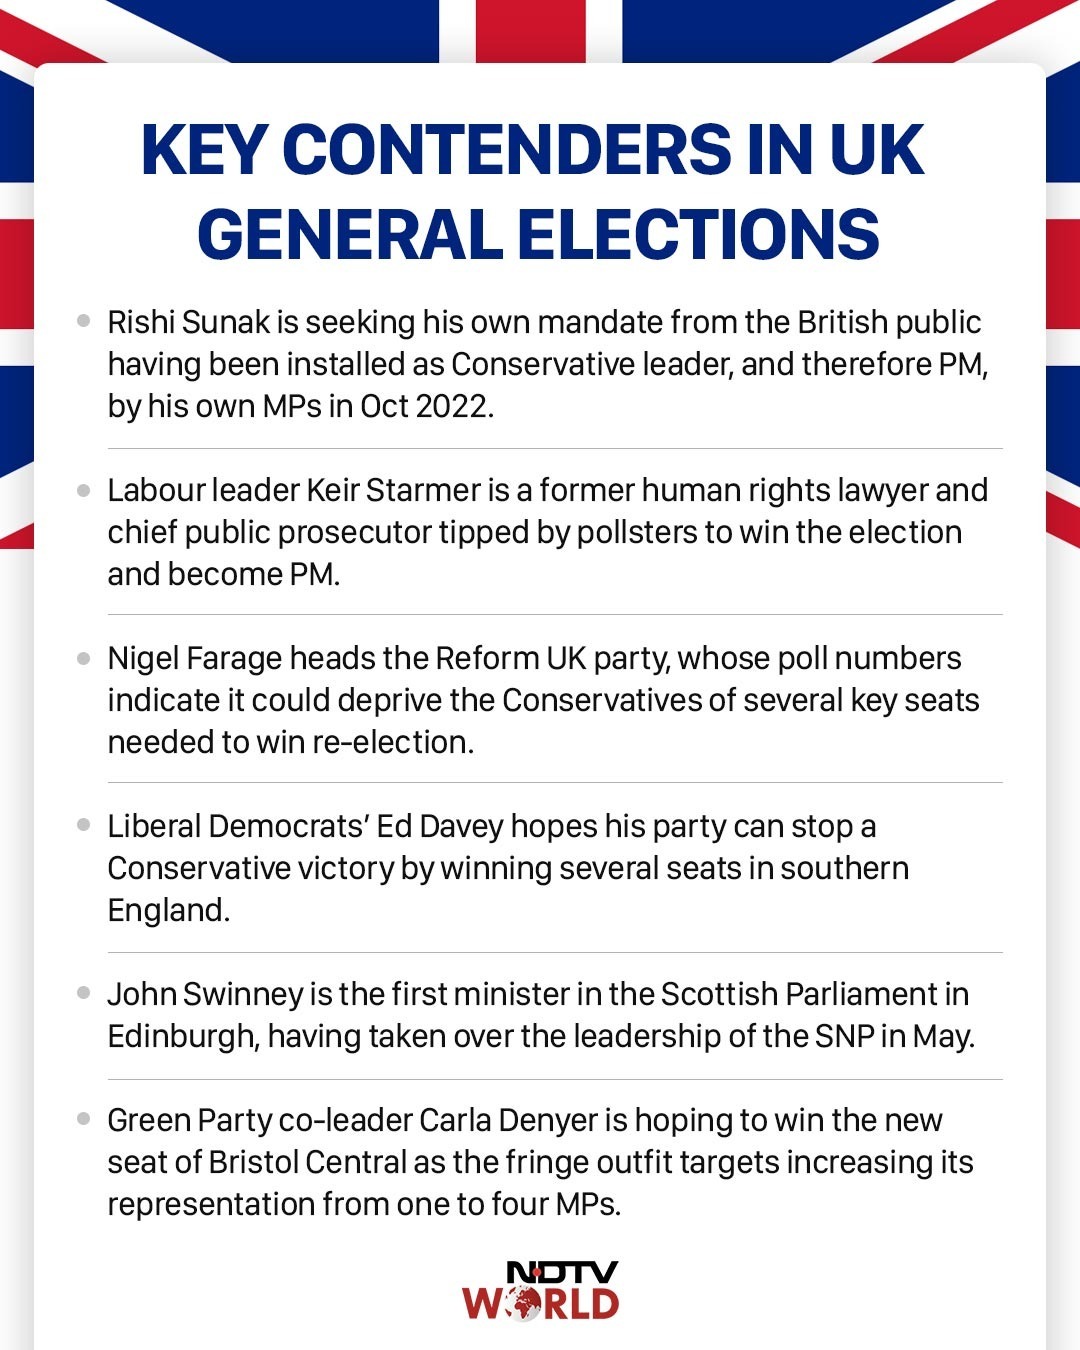 KEY CONTENDERS IN UK
GENERAL ELECTIONS
Rishi Sunak is seeking his own mandate from the British public
having been installed as Conservative leader, and therefore PM,
by his own MPs in Oct 2022.
Labour leader Keir Starmer is a former human rights lawyer and
chief public prosecutor tipped by pollsters to win the election
and become PM.
Nigel Farage heads the Reform UK party, whose poll numbers
indicate it could deprive the Conservatives of several key seats
needed to win re-election.
Liberal Democrats’ Ed Davey hopes his party can stop a
Conservative victory by winning several seats in southern
England.
John Swinney is the first minister in the Scottish Parliament in
Edinburgh, having taken over the leadership of the SNP in May.
Green Party co-leader Carla Denyer is hoping to win the new
seat of Bristol Central as the fringe outfit targets increasing its
representation from one to four MPs.
NDTV
WORLD